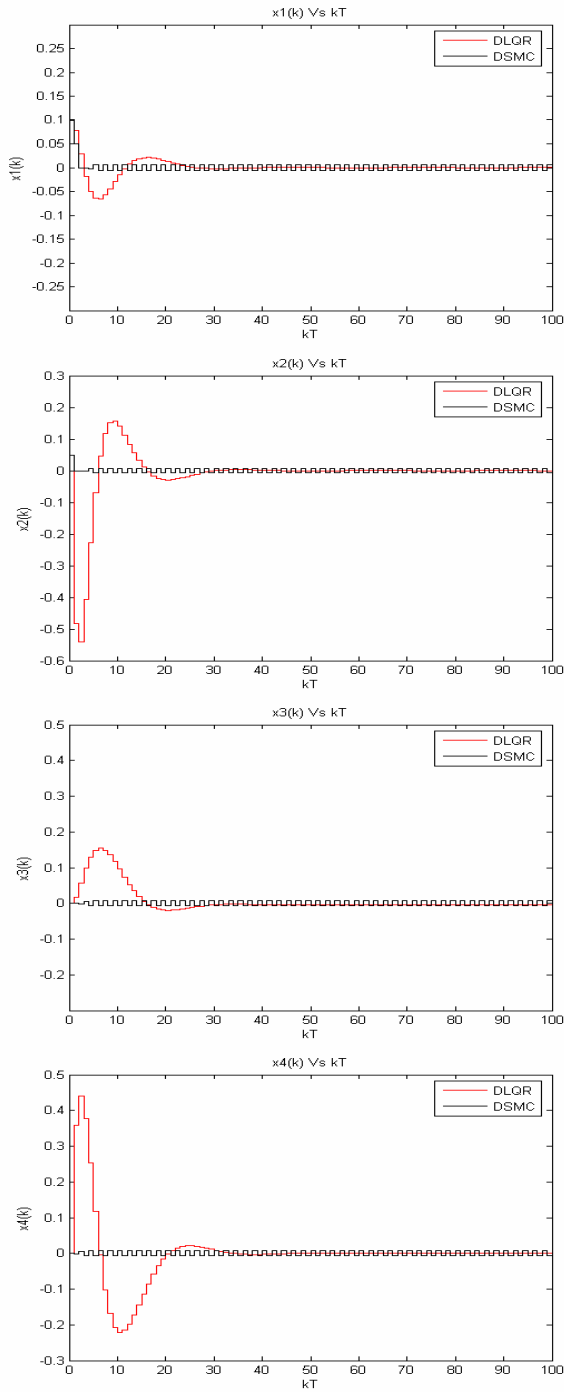 x1(k) Vs kT
DLQR
DSMC
0.25
0.2
0.15
0.1
0.05
0
-0.05
-0.1
-0.15
-0.2
-0.25
x1(k)
0 10 20 30 40 50 60 70 80 90 100
kT
x2(k) Vs kT
DLQR
DSMC
0.3
0.2
0.1
0
-0.1
-0.2
-0.3
-0.4
-0.5
-0.6
x2(k)
0 10 20 30 40 50 60 70 80 90 100
kT
x3(k) Vs kT
DLQR
DSMC
0.5
0.4
0.3
0.2
0.1
0
-0.1
-0.2
x3(k)
0 10 20 30 40 50 60 70 80 90 100
kT
x4(k) Vs kT
DLQR
DSMC
0.5
0.4
0.3
0.2
0.1
0
-0.1
-0.2
-0.3
x4(k)
0 10 20 30 40 50 60 70 80 90 100
kT